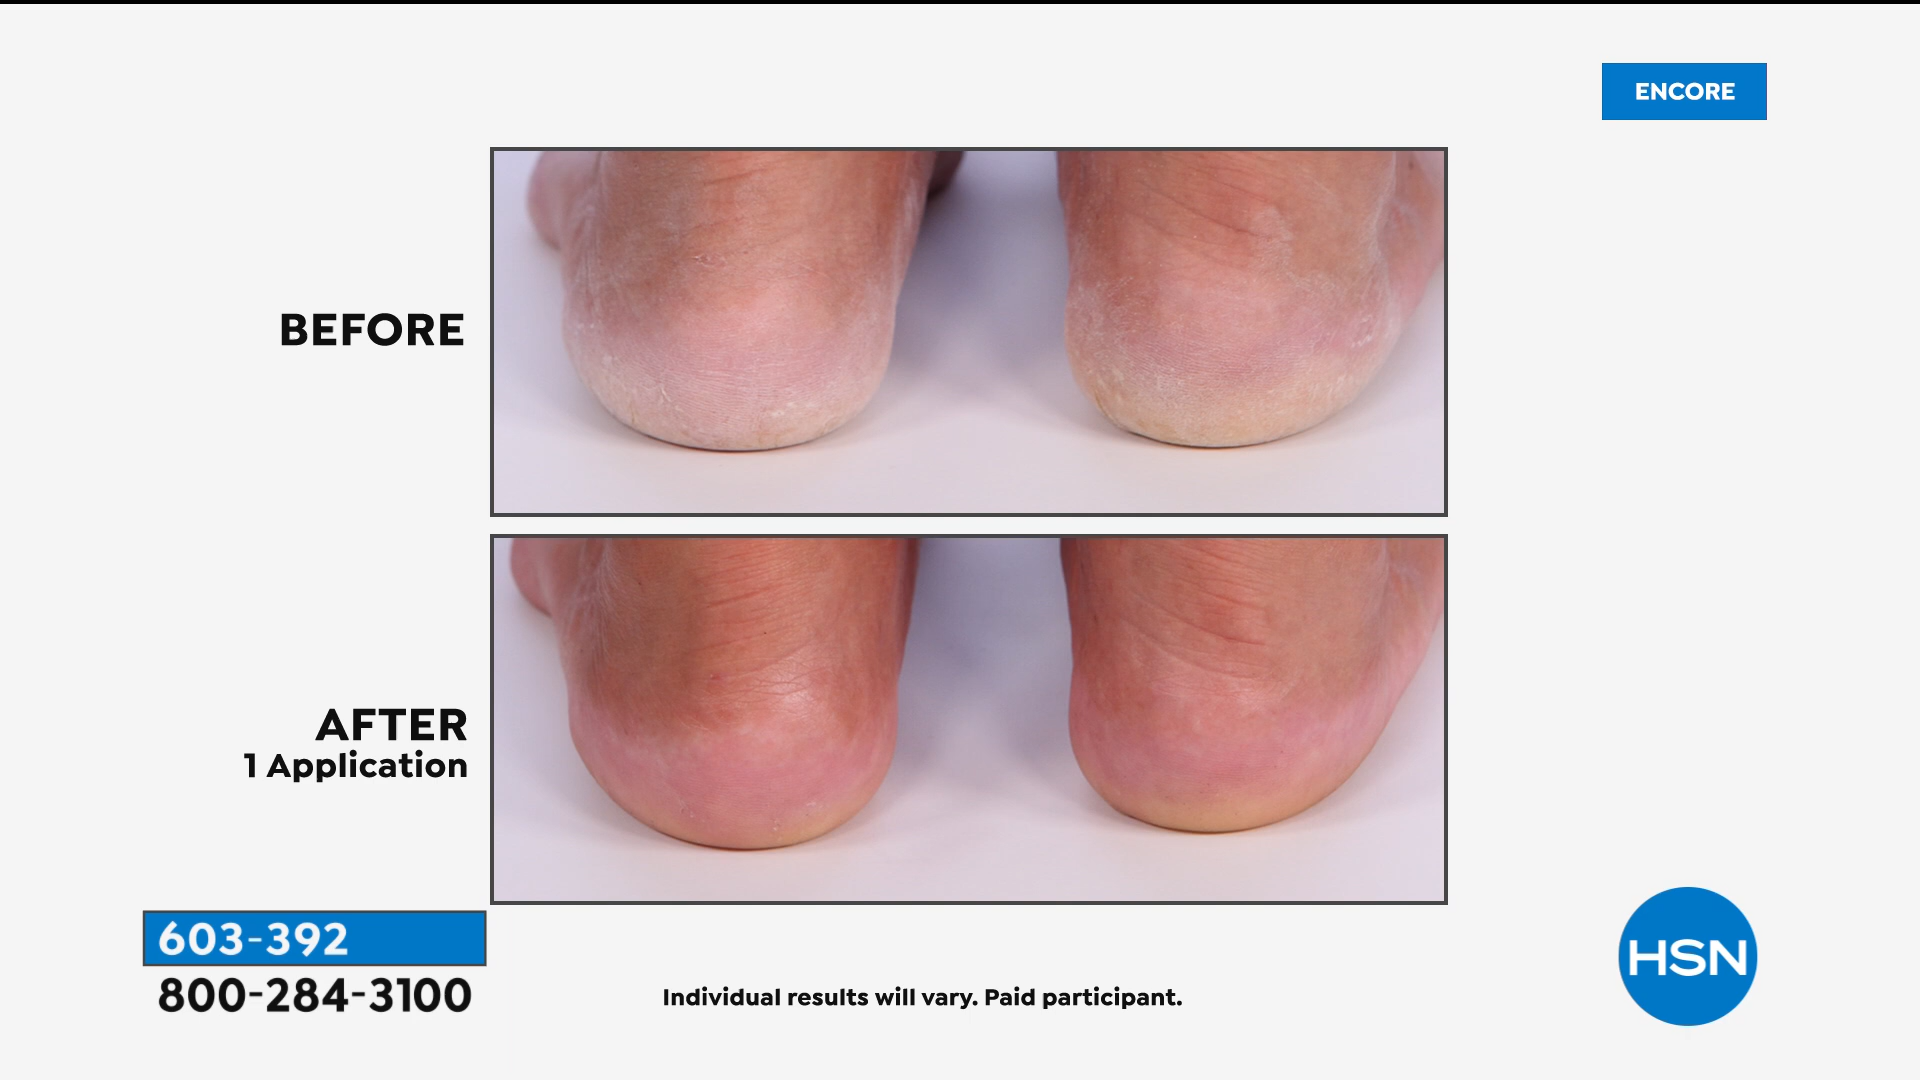 ENCORE
BEFORE
AFTER
1 Application
603-392
800-284-3100
Individual results will vary. Paid participant.
HSN